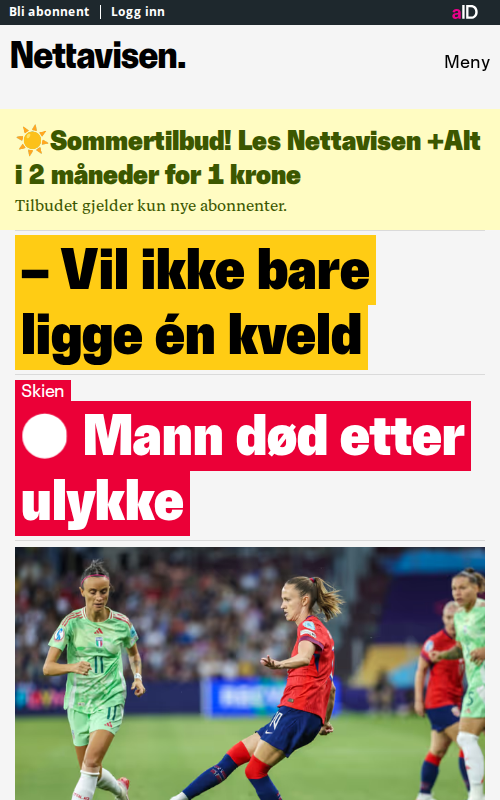 Bli abonnent | Logg inn
aID
Nettavisen.
Meny
☀️Sommertilbud! Les Nettavisen +Alt
i 2 måneder for 1 krone
Tilbudet gjelder kun nye abonnenter.
– Vil ikke bare
ligge én kveld
Skien
Mann død etter
ulykke
11
11